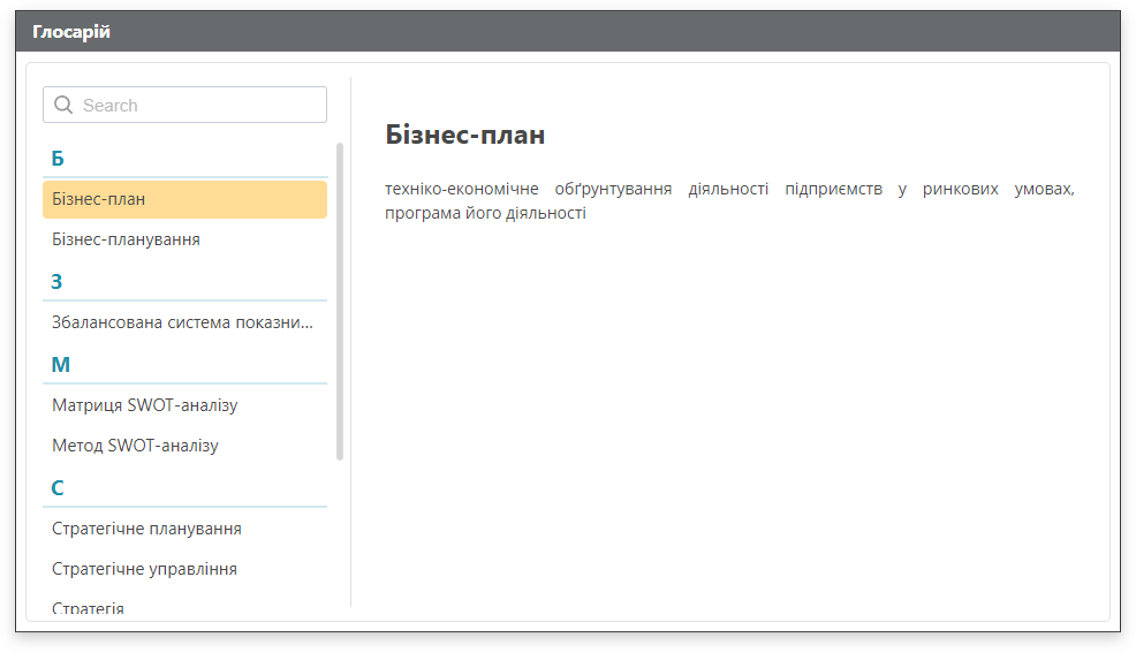 Глосарій
Search
Б
Бізнес-план
Бізнес-планування
З
Збалансована система показни...
М
Матриця SWOT-аналізу
Метод SWOT-аналізу
С
Стратегічне планування
Стратегічне управління
Стратегія
Бізнес-план
техніко-економічне обґрунтування діяльності підприємств у ринкових умовах,
програма його діяльності